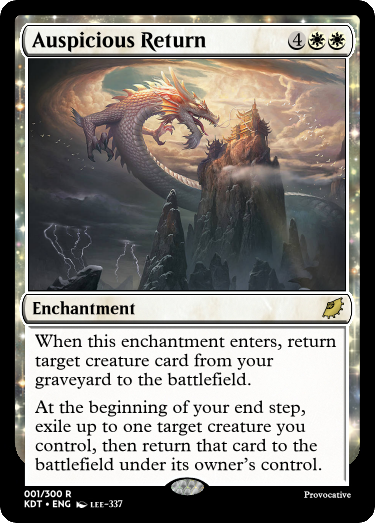 Auspicious Return 4
Enchantment
When this enchantment enters, return
target creature card from your
graveyard to the battlefield.
At the beginning of your end step,
exile up to one target creature you
control, then return that card to the
battlefield under its owner's control.
001/300 R
KDT • ENG LEE-337
Provocative